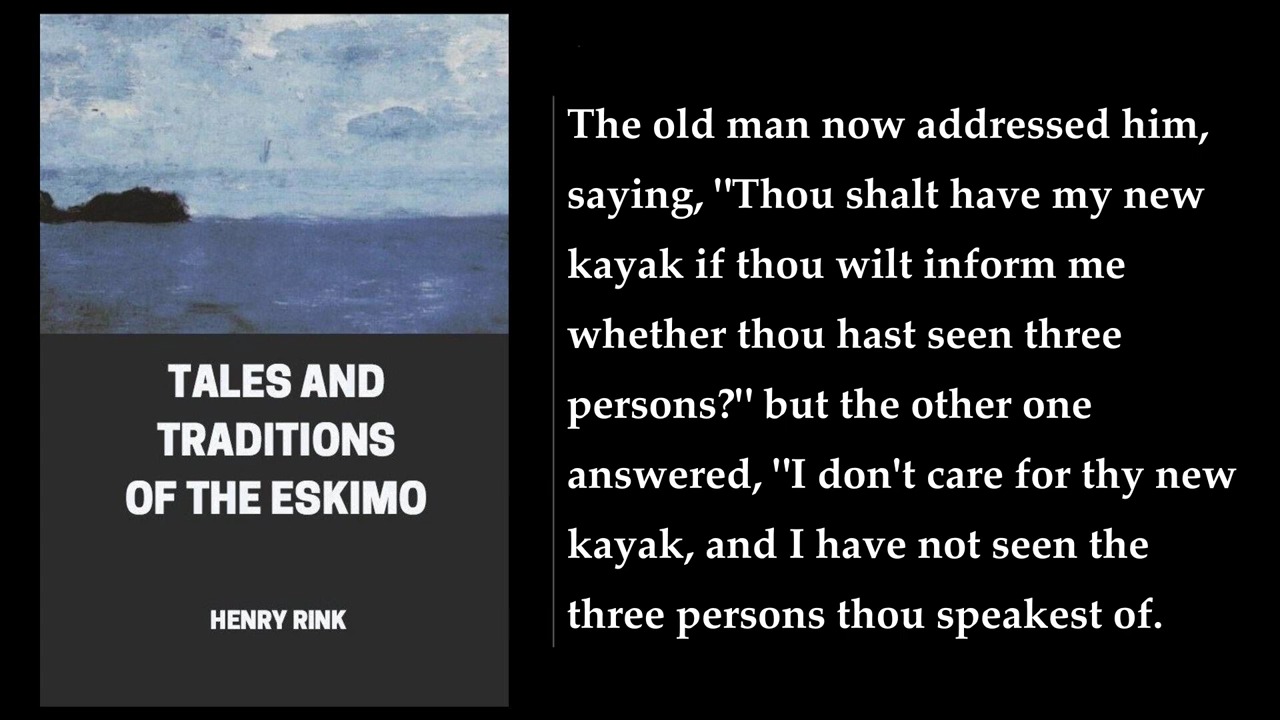 TALES AND
TRADITIONS
OF THE ESKIMO
HENRY RINK
The old man now addressed him,
saying, "Thou shalt have my new
kayak if thou wilt inform me
whether thou hast seen three
persons?" but the other one
answered, "I don't care for thy new
kayak, and I have not seen the
three persons thou speakest of.